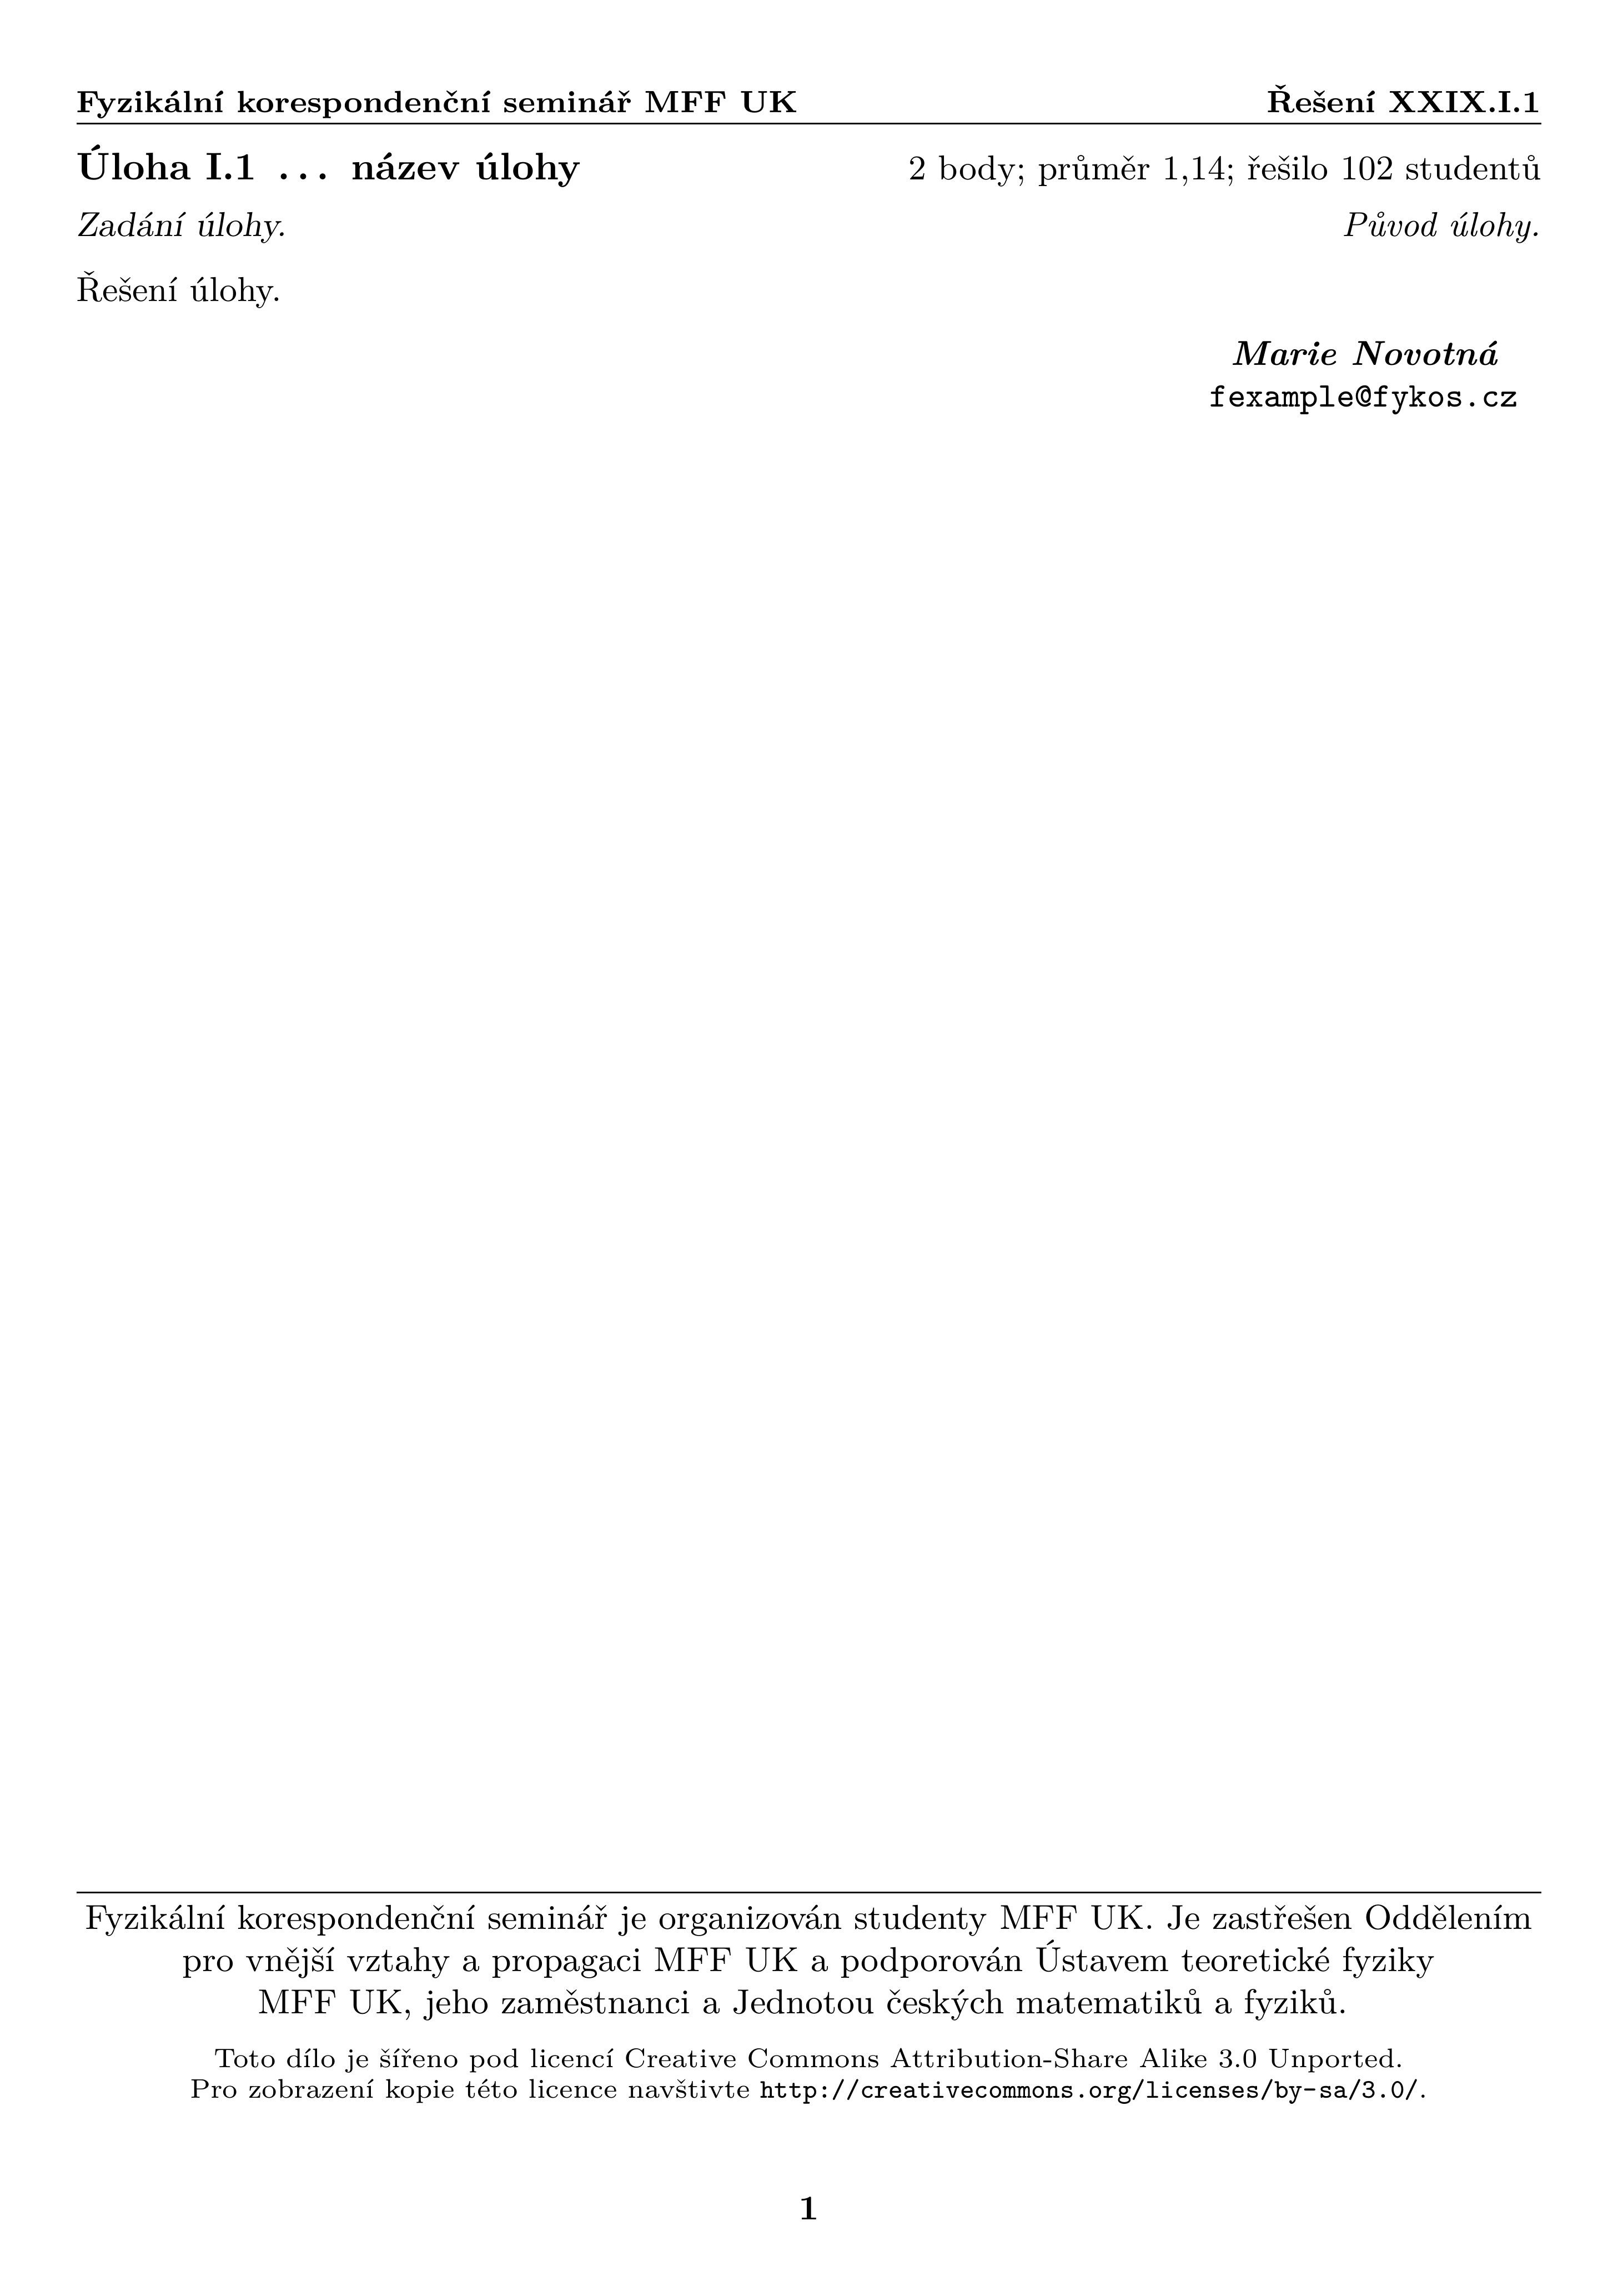 Fyzikální korespondenční seminář MFF UK Řešení XXIX.I.1
Úloha I.1 ... název úlohy 2 body; průměr 1,14; řešilo 102 studentů
Zadání úlohy. Původ úlohy.
Řešení úlohy.
Marie Novotná
fexample@fykos.cz
Fyzikální korespondenční seminář je organizován studenty MFF UK. Je zastřešen Oddělením
pro vnější vztahy a propagaci MFF UK a podporován Ústavem teoretické fyziky
MFF UK, jeho zaměstnanci a Jednotou českých matematiků a fyziků.
Toto dílo je šířeno pod licencí Creative Commons Attribution-Share Alike 3.0 Unported.
Pro zobrazení kopie této licence navštivte http://creativecommons.org/licenses/by-sa/3.0/.
1